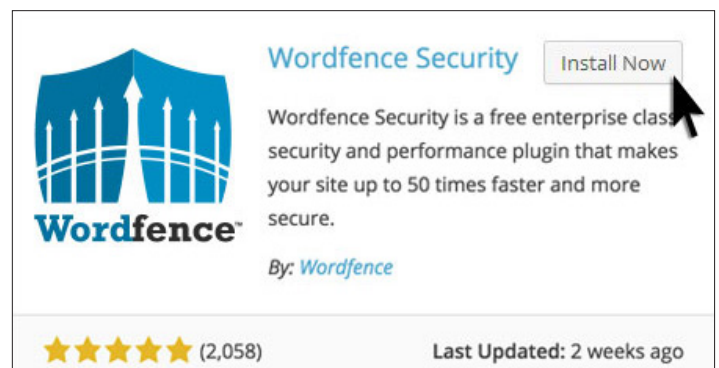 Wordfence Security
Install Now
Wordfence Security is a free enterprise class
security and performance plugin that makes
your site up to 50 times faster and more
secure.
By: Wordfence
Wordfence™
(2,058)
Last Updated: 2 weeks ago